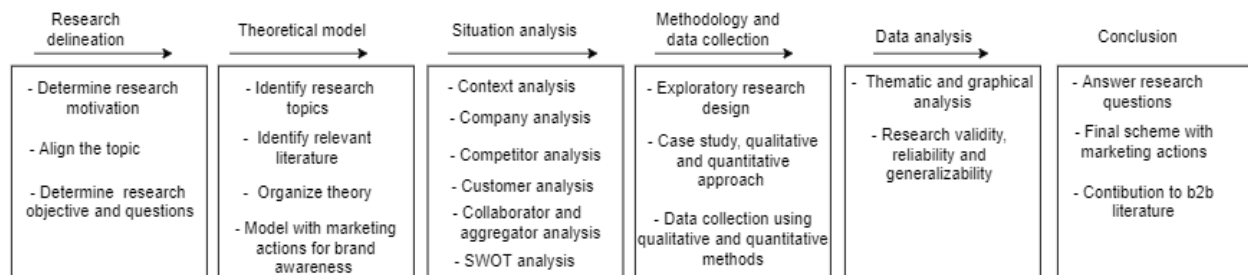 Research
delineation
- Determine research
motivation
- Align the topic
- Determine research
objective and questions
Theoretical model
- Identify research
topics
- Identify relevant
literature
- Organize theory
- Model with marketing
actions for brand
awareness
Situation analysis
- Context analysis
- Company analysis
- Competitor analysis
- Customer analysis
- Collaborator and
aggregator analysis
- SWOT analysis
Methodology and
data collection
- Exploratory research
design
- Case study, qualitative
and quantitative
approach
- Data collection using
qualitative and quantitative
methods
Data analysis
- Thematic and graphical
analysis
- Research validity,
reliability and
generalizability
Conclusion
- Answer research
questions
- Final scheme with
marketing actions
- Contibution to b2b
literature